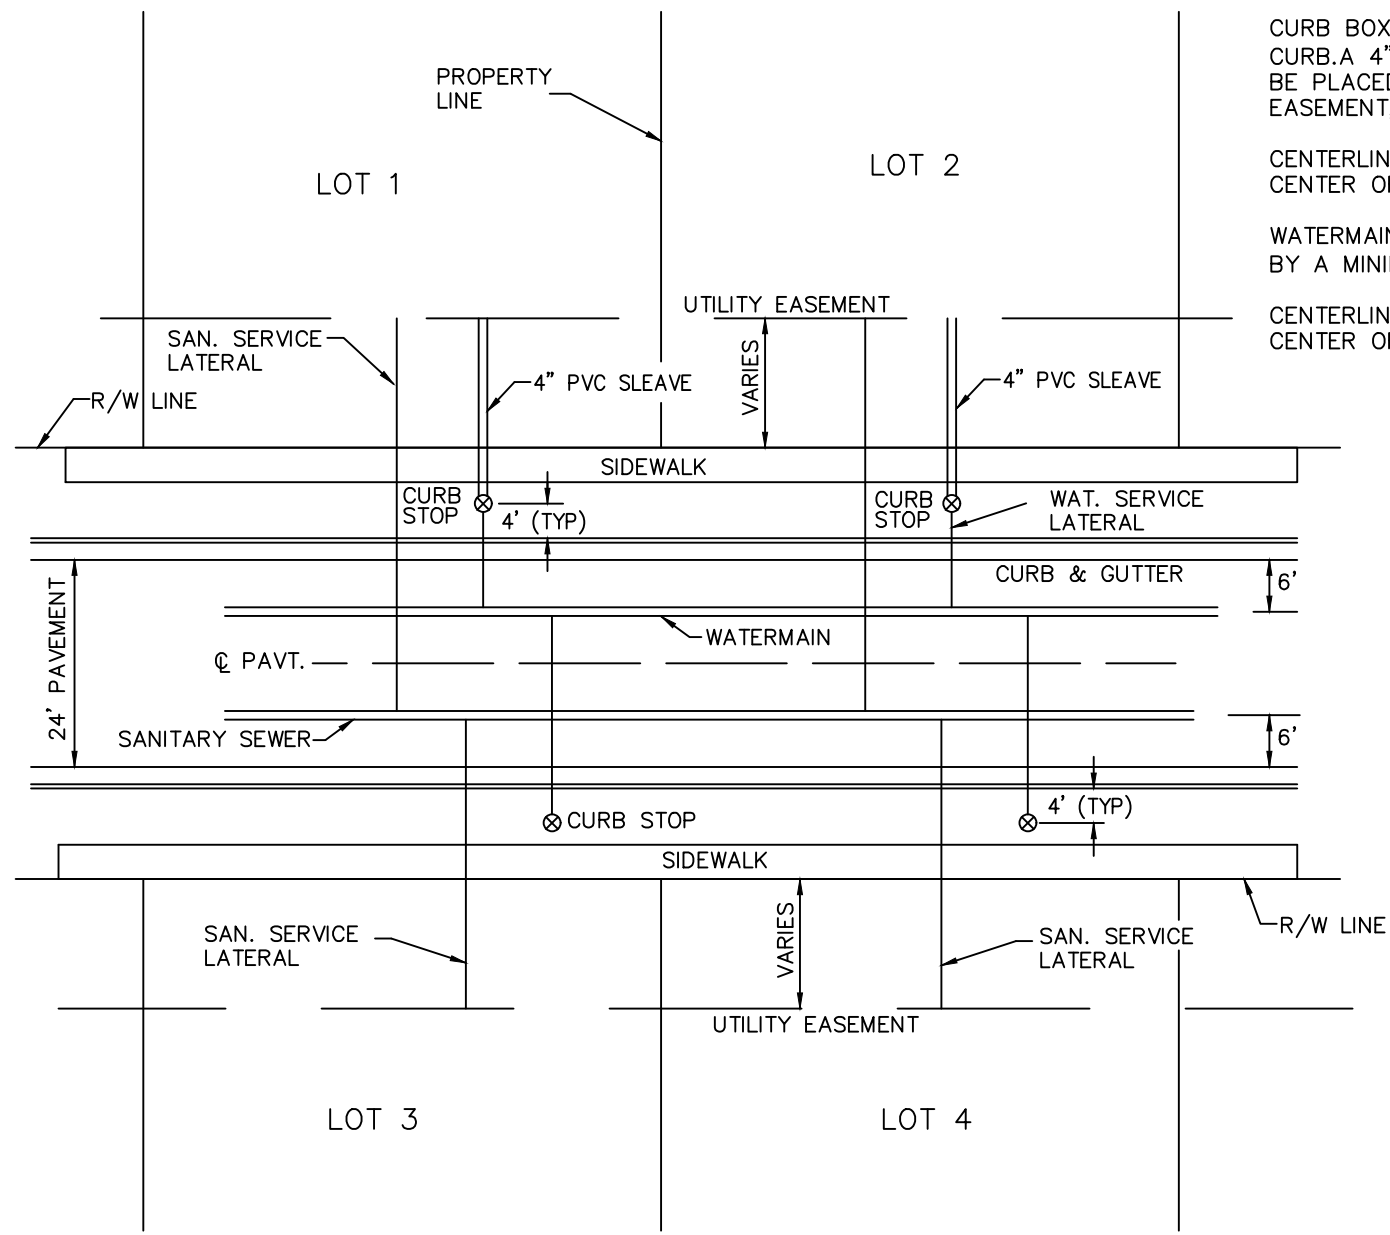 CURB BOX
CURB.A 4"
BE PLACED
EASEMENT.
CENTERLIN
CENTER O
WATERMAIN
BY A MINI
CENTERLIN
CENTER O
PROPERTY
LINE
LOT 1
LOT 2
UTILITY EASEMENT
SAN. SERVICE
LATERAL
VARIES
4" PVC SLEAVE
4" PVC SLEAVE
R/W LINE
SIDEWALK
CURB
STOP
4' (TYP)
CURB
STOP
WAT. SERVICE
LATERAL
CURB & GUTTER
6'
24' PAVEMENT
WATERMAIN
℄ PAVT.
SANITARY SEWER
6'
4' (TYP)
CURB STOP
SIDEWALK
SAN. SERVICE
LATERAL
VARIES
SAN. SERVICE
LATERAL
R/W LINE
UTILITY EASEMENT
LOT 3
LOT 4